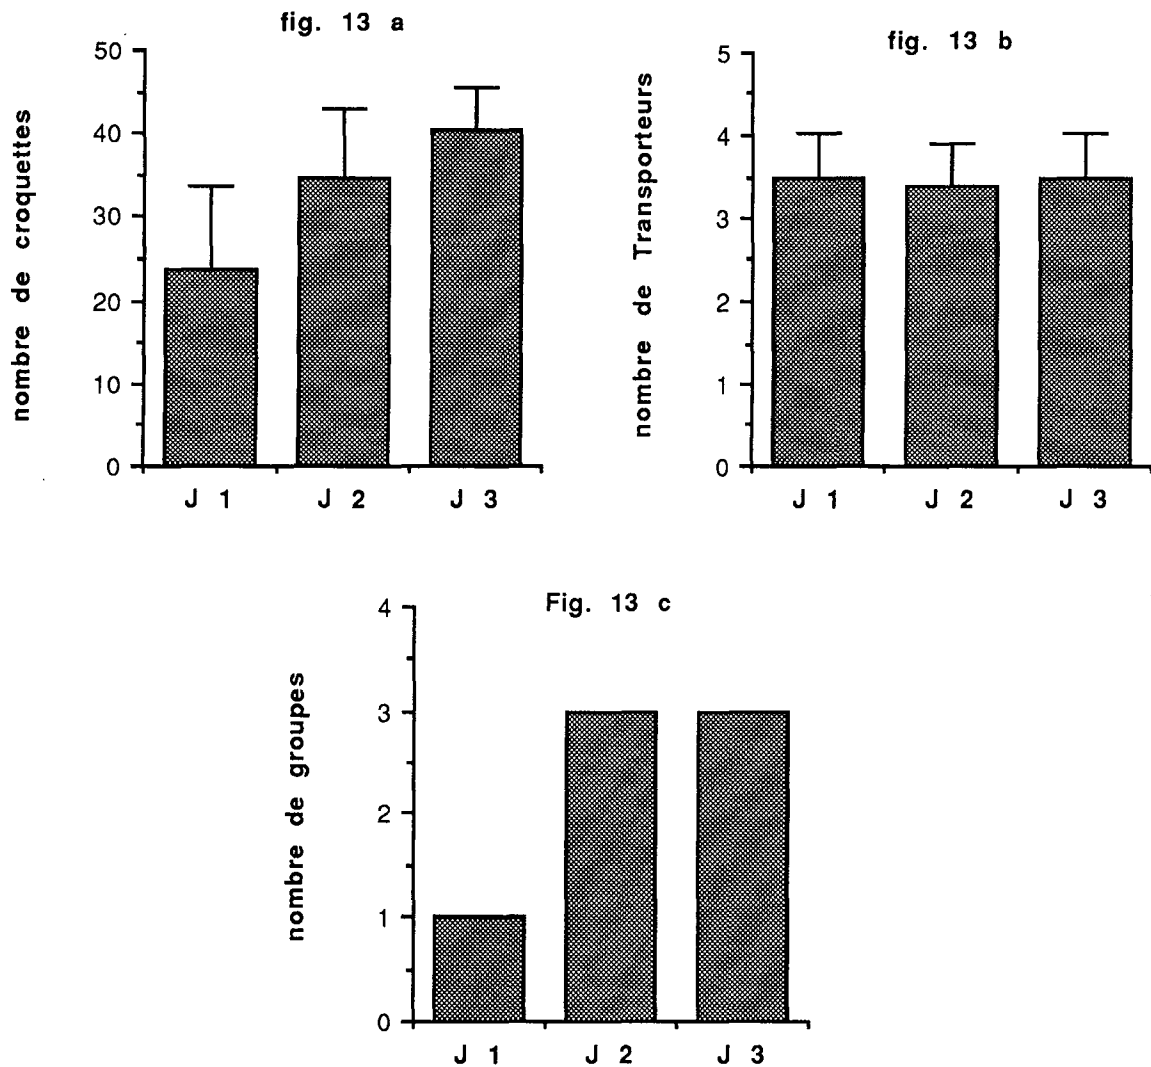 fig. 13 a
nombre de croquettes
50
40
30
20
10
0
J 1 J 2 J 3
fig. 13 b
nombre de Transporteurs
5
4
3
2
1
0
J 1 J 2 J 3
Fig. 13 c
nombre de groupes
4
3
2
1
0
J 1 J 2 J 3